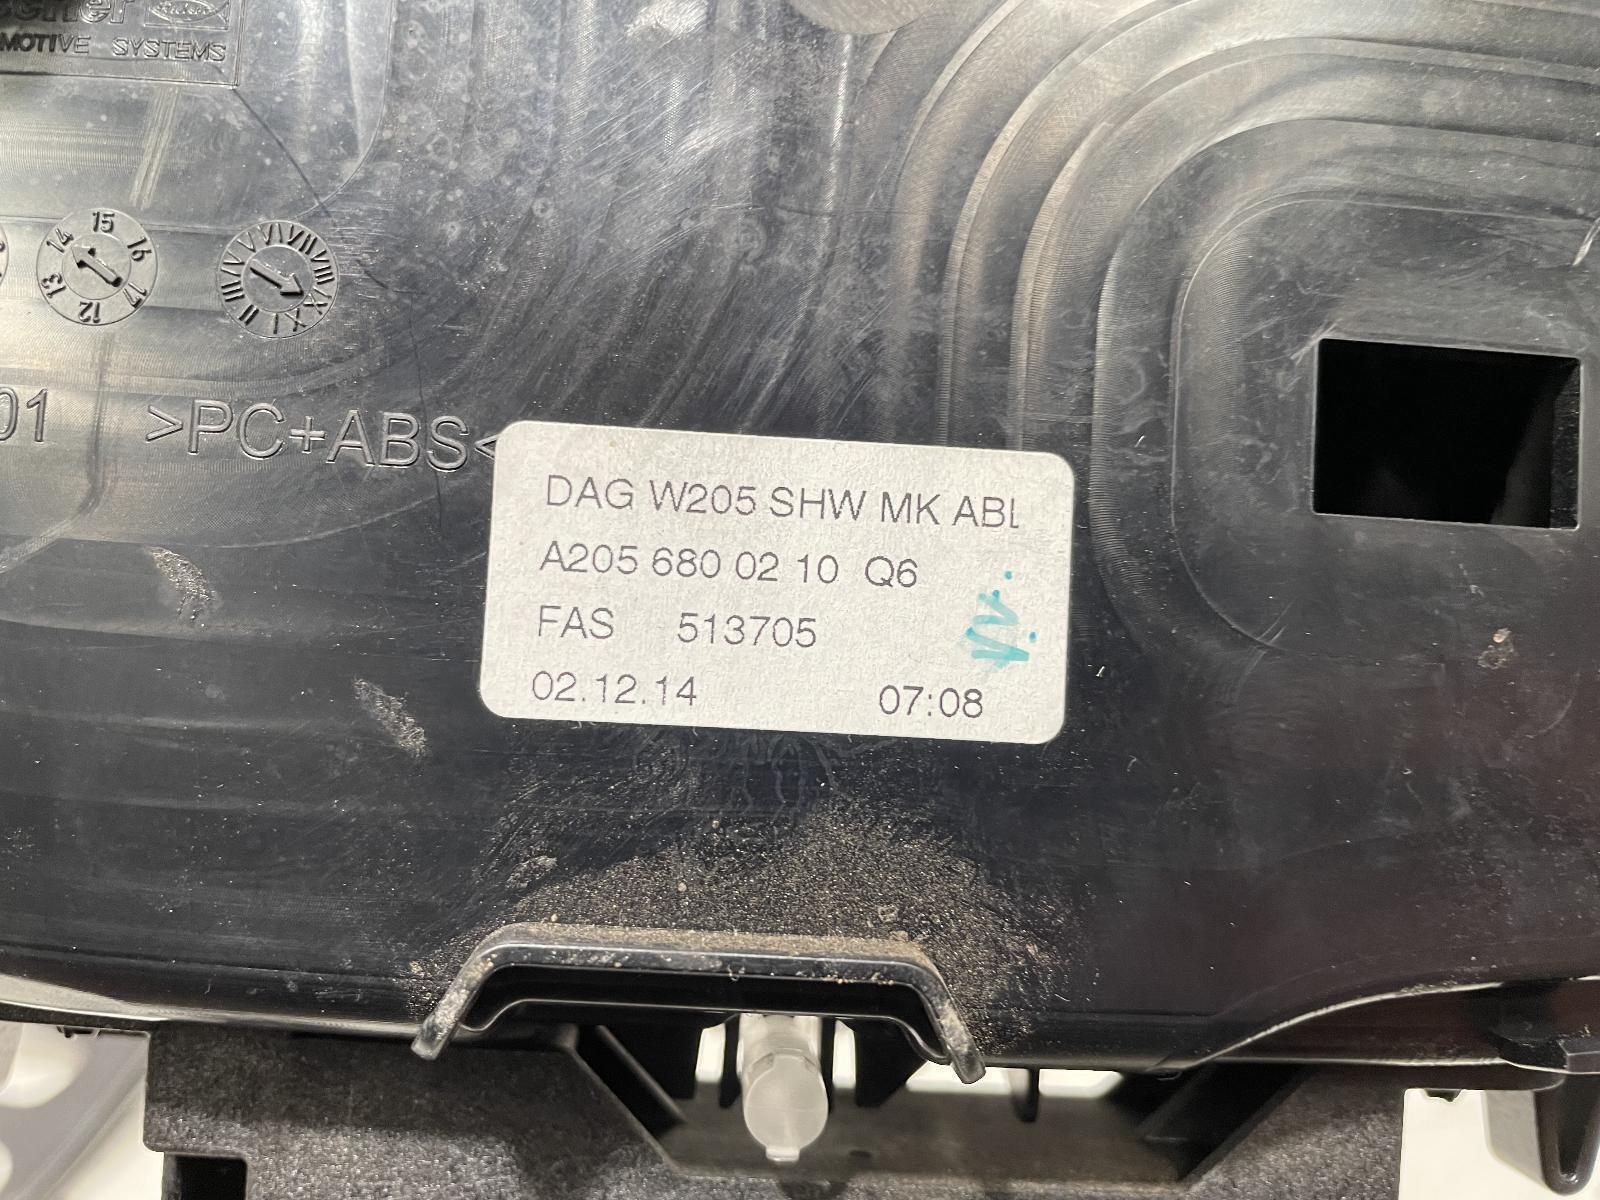 MOTIVE SYSTEMS
14 15 16 17 12 13
01 >PC+ABS<
DAG W205 SHW MK ABL
A205 680 02 10 Q6
FAS 513705
02.12.14 07:08